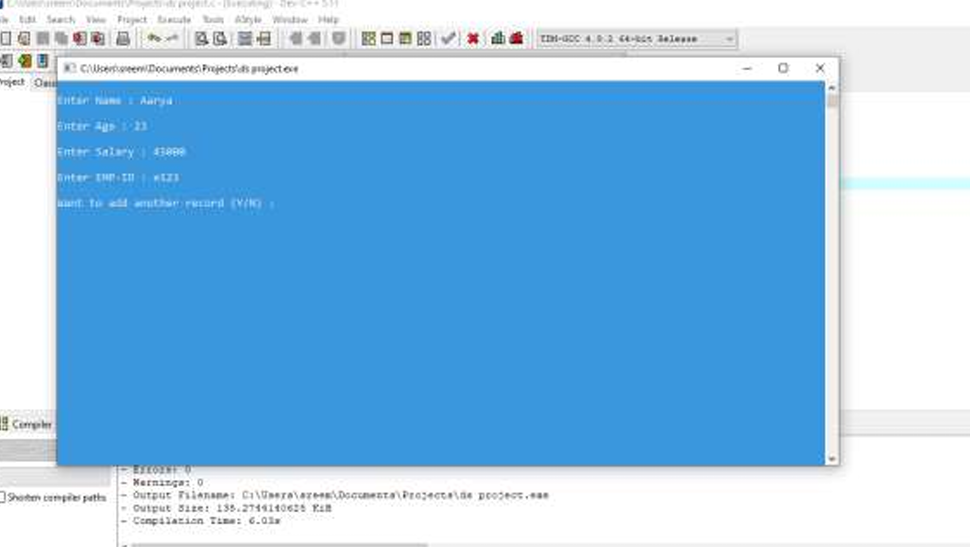 C:\Users\sreem\Documents\Projects\ds project.c - [Executing] - Dev-C++ 5.11
Edit Search View Project Execute Tools AStyle Window Help
TDM-GCC 4.9.2 64-bit Release
C:\Users\sreem\Documents\Projects\ds project.exe
Enter Name : Aarya
Enter Age : 23
Enter Salary : 43000
Enter EMP-ID : e123
Want to add another record (Y/N) :
Compiler
- Errors: 0
- Warnings: 0
- Output Filename: C:\Users\sreem\Documents\Projects\ds project.exe
Shorten compiler paths
- Output Size: 138.2744140625 KiB
- Compilation Time: 6.03s